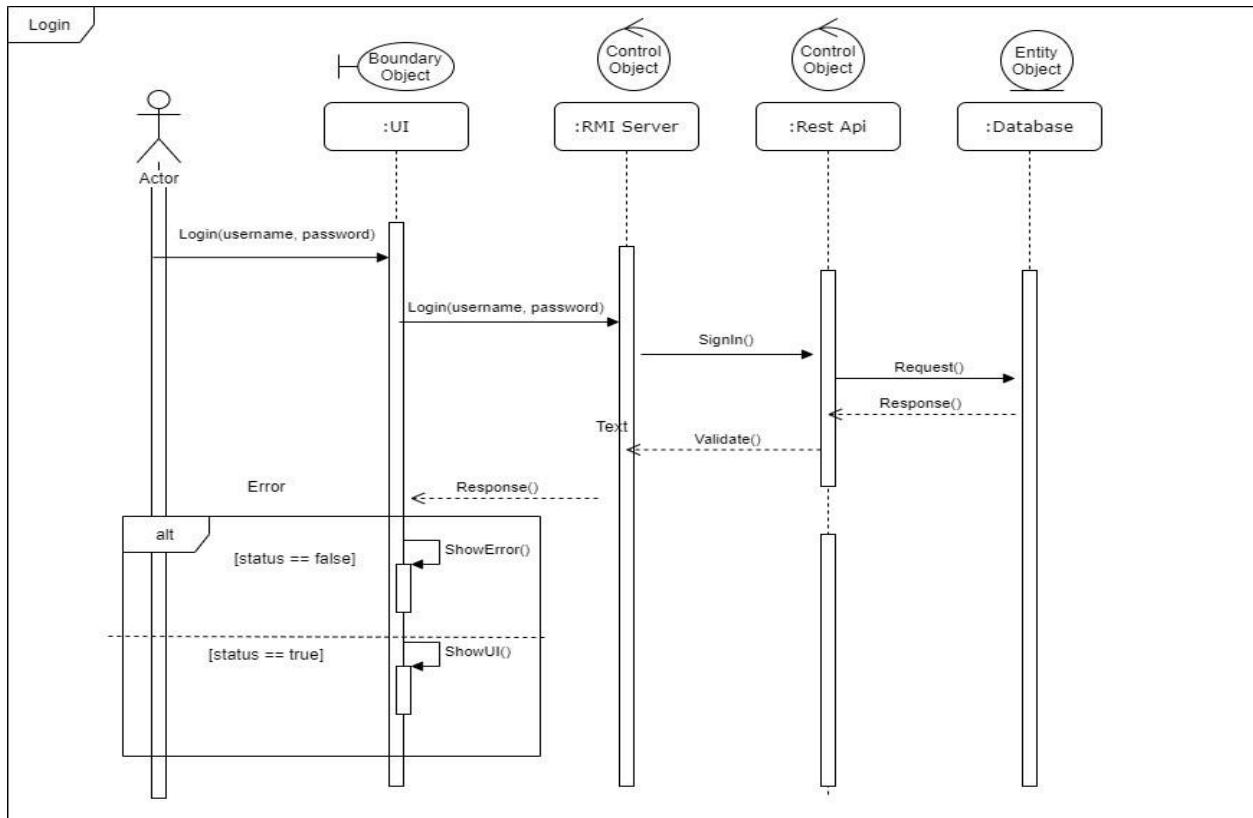 Login
Boundary
Object
Control
Object
Control
Object
Entity
Object
:UI
:RMI Server
:Rest Api
:Database
Actor
Login(username, password)
Login(username, password)
SignIn()
Request()
Response()
Text
Validate()
Error
Response()
alt
[status == false]
ShowError()
[status == true]
ShowUI()